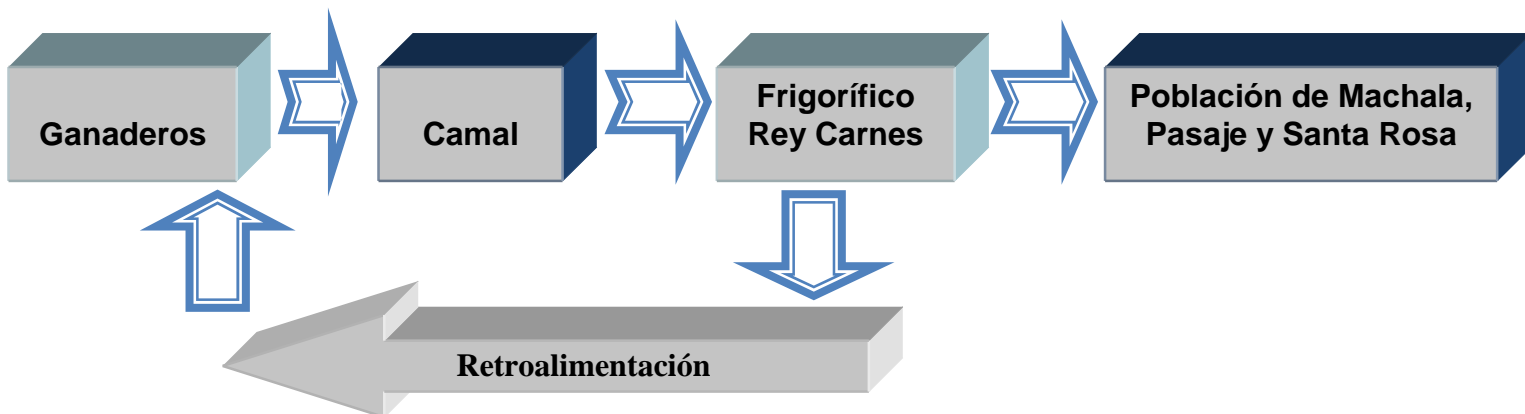 Ganaderos
Camal
Frigorífico
Rey Carnes
Población de Machala,
Pasaje y Santa Rosa
Retroalimentación